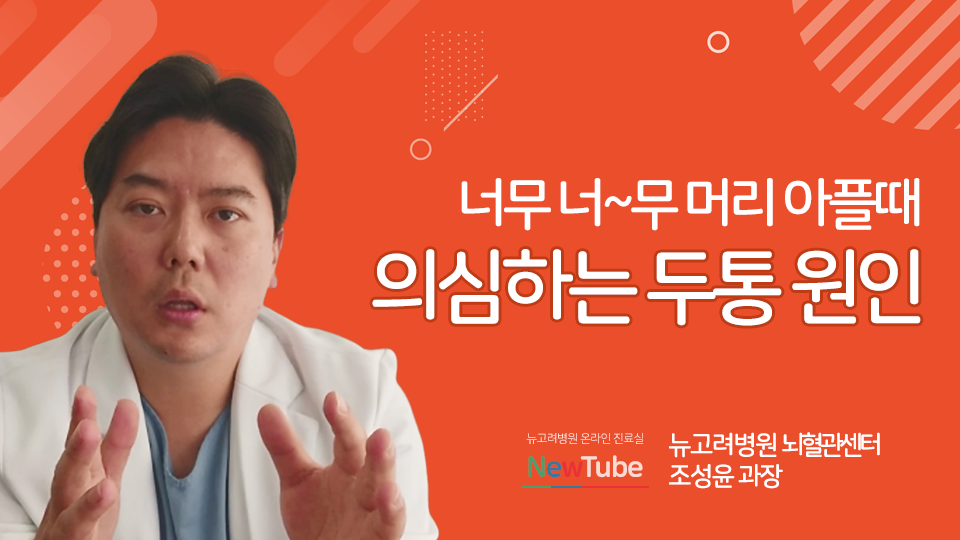 너무 너~무 머리 아플때
의심하는 두통 원인
뉴고려병원 온라인 진료실
NewTube
뉴고려병원 뇌혈관센터
조성윤 과장